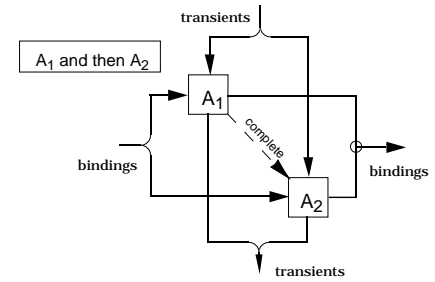 transients
A1 and then A2
A1
complete
bindings
bindings
A2
transients